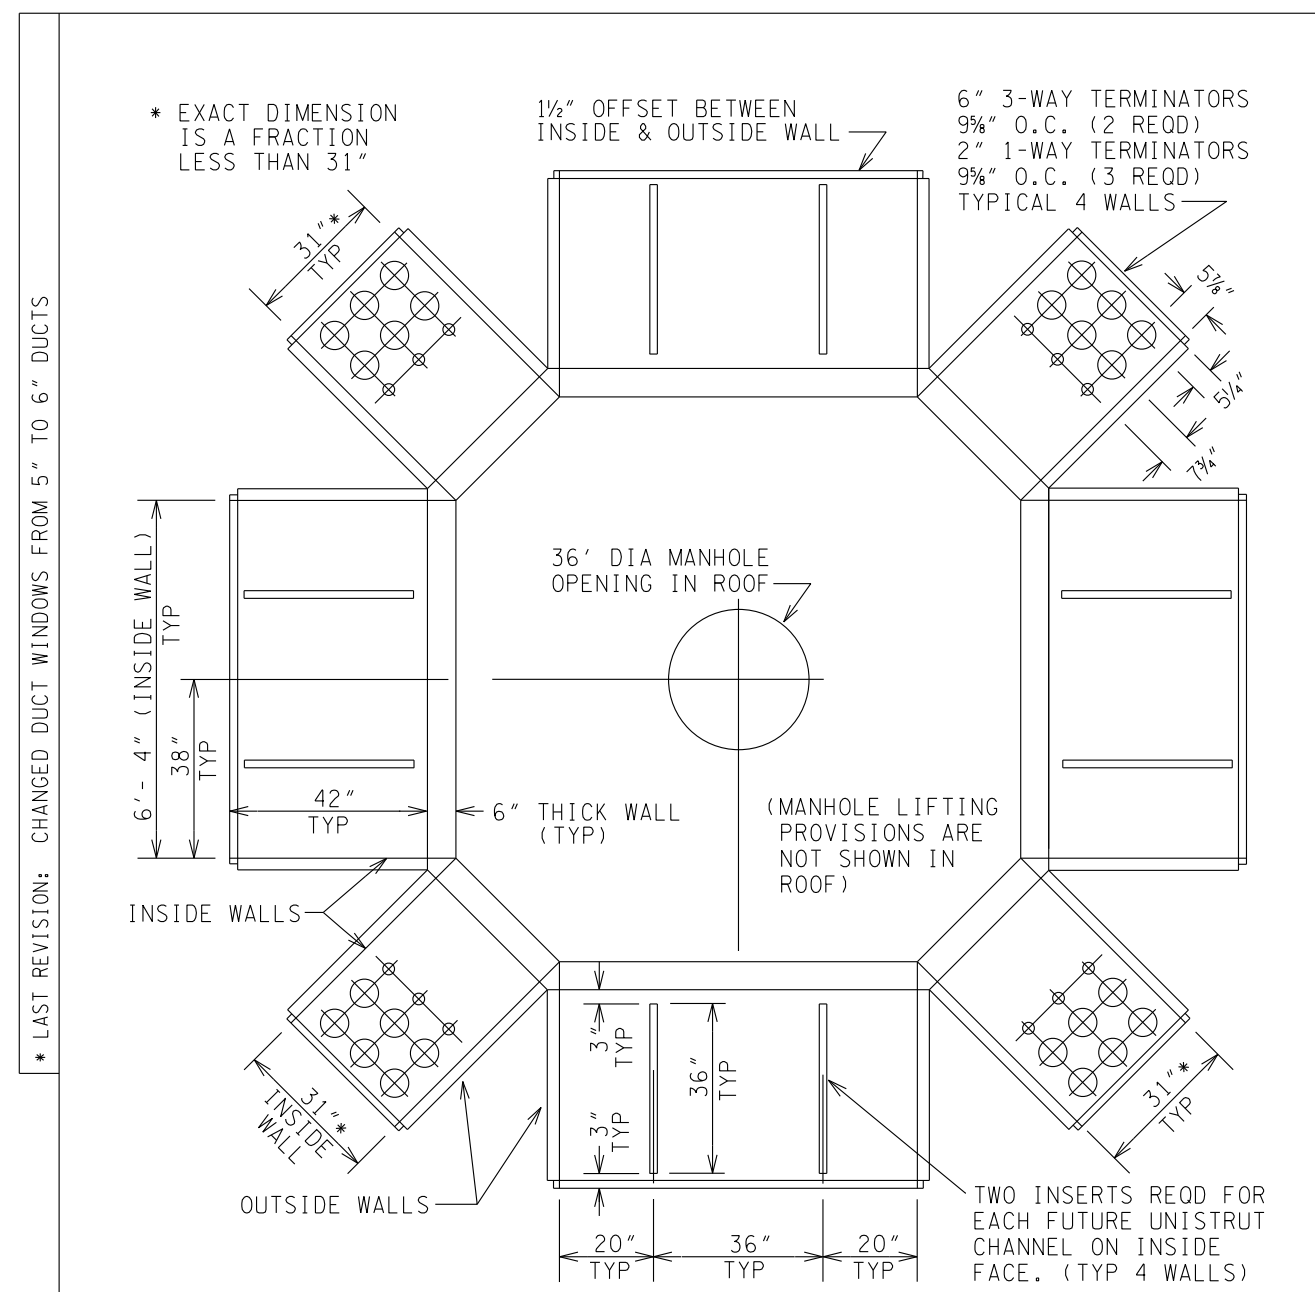 * EXACT DIMENSION
IS A FRACTION
LESS THAN 31"
1½" OFFSET BETWEEN
INSIDE & OUTSIDE WALL
6" 3-WAY TERMINATORS
9⅝" O.C. (2 REQD)
2" 1-WAY TERMINATORS
9⅝" O.C. (3 REQD)
TYPICAL 4 WALLS
31"*
TYP
5⅞"
5¼"
7¾"
* LAST REVISION: CHANGED DUCT WINDOWS FROM 5" TO 6" DUCTS
36' DIA MANHOLE
OPENING IN ROOF
6'- 4" (INSIDE WALL)
TYP
38"
TYP
42"
TYP
6" THICK WALL
(TYP)
(MANHOLE LIFTING
PROVISIONS ARE
NOT SHOWN IN
ROOF)
INSIDE WALLS
31"*
INSIDE
WALL
OUTSIDE WALLS
3"
TYP
3"
TYP
36"
TYP
31"*
TYP
TWO INSERTS REQD FOR
EACH FUTURE UNISTRUT
CHANNEL ON INSIDE
FACE. (TYP 4 WALLS)
20"
TYP
36"
TYP
20"
TYP